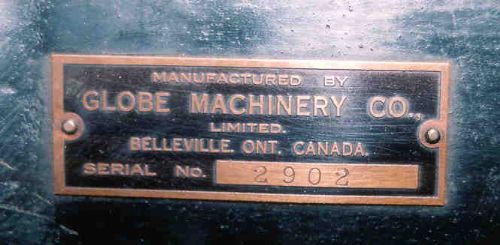 MANUFACTURED BY
GLOBE MACHINERY CO.,
LIMITED.
BELLEVILLE, ONT. CANADA.
SERIAL No. 2902